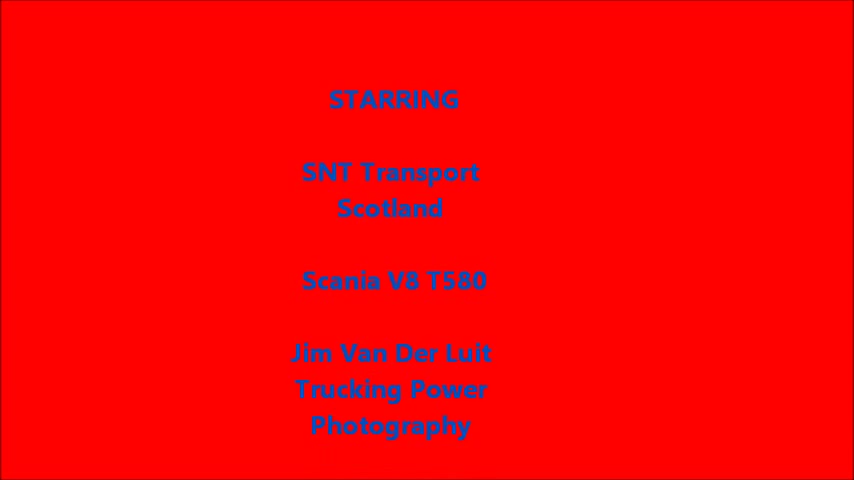 STARRING
SNT Transport
Scotland
Scania V8 T580
Jim Van Der Luit
Trucking Power
Photography